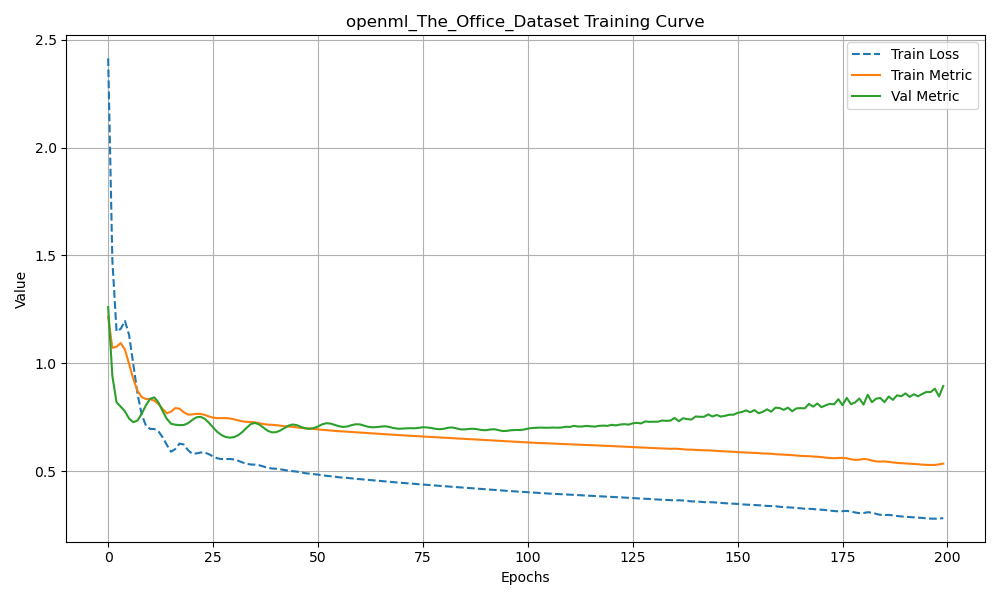 openml_The_Office_Dataset Training Curve
Train Loss
Train Metric
Val Metric
2.5
2.0
1.5
1.0
0.5
Value
0 25 50 75 100 125 150 175 200
Epochs